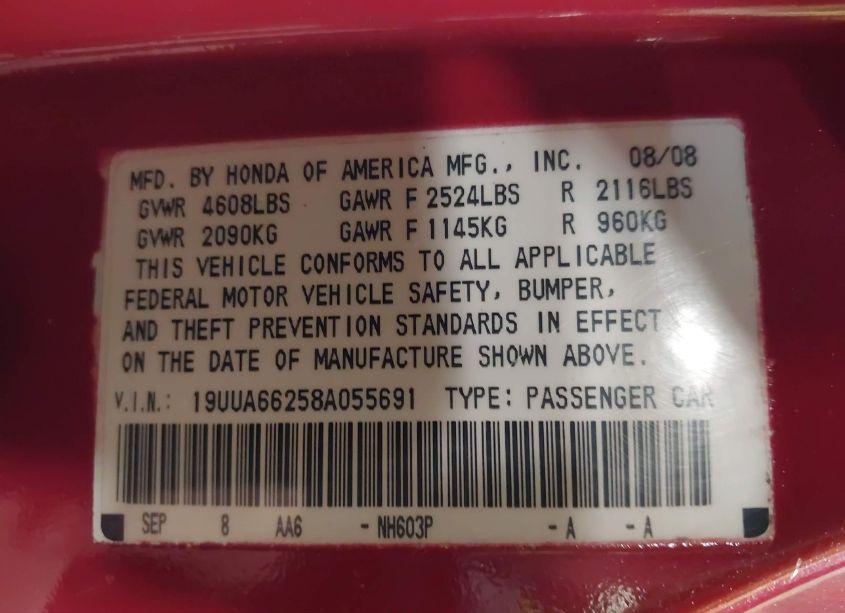 MFD. BY HONDA OF AMERICA MFG., INC. 08/08
GVWR 4608LBS GAWR F 2524LBS R 2116LBS
GVWR 2090KG GAWR F 1145KG R 960KG
THIS VEHICLE CONFORMS TO ALL APPLICABLE
FEDERAL MOTOR VEHICLE SAFETY, BUMPER,
AND THEFT PREVENTION STANDARDS IN EFFECT
ON THE DATE OF MANUFACTURE SHOWN ABOVE.
V.I.N.: 19UUA66258A055691 TYPE: PASSENGER CAR
SEP 8 AA6 - NH603P - A - A